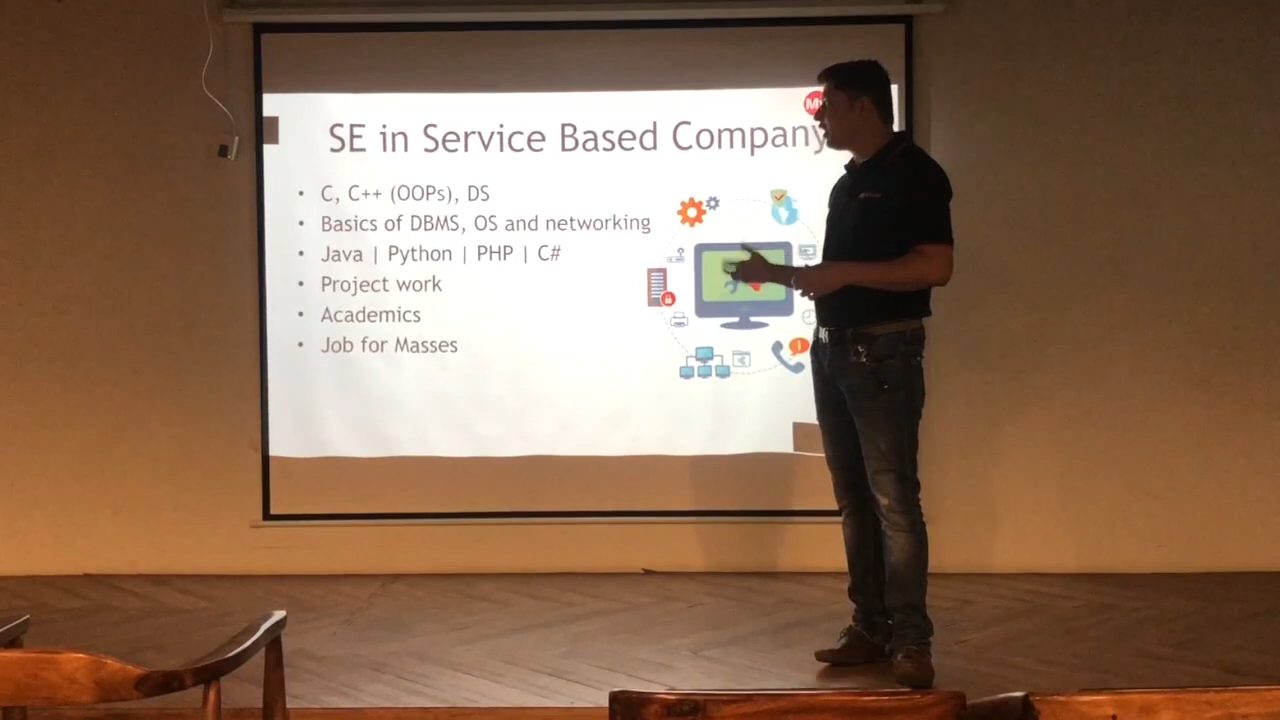 SE in Service Based Company
• C, C++ (OOPs), DS
• Basics of DBMS, OS and networking
• Java | Python | PHP | C#
• Project work
• Academics
• Job for Masses